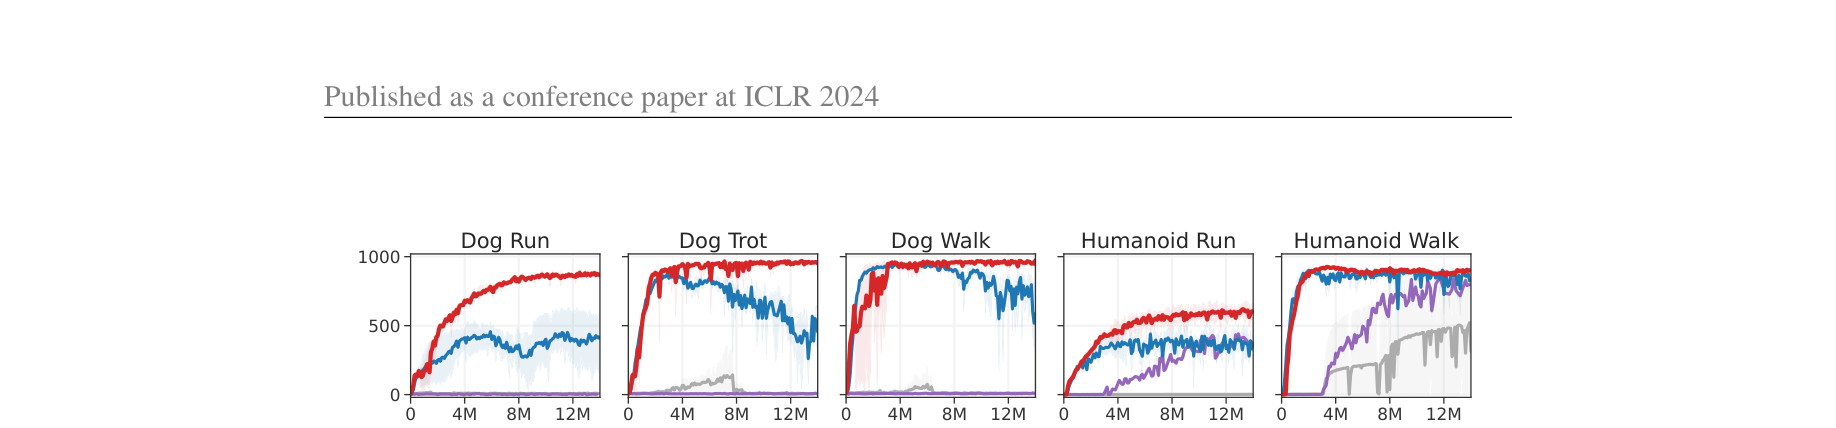 Published as a conference paper at ICLR 2024
Dog Run Dog Trot Dog Walk Humanoid Run Humanoid Walk
1000
500
0
0 4M 8M 12M 0 4M 8M 12M 0 4M 8M 12M 0 4M 8M 12M 0 4M 8M 12M